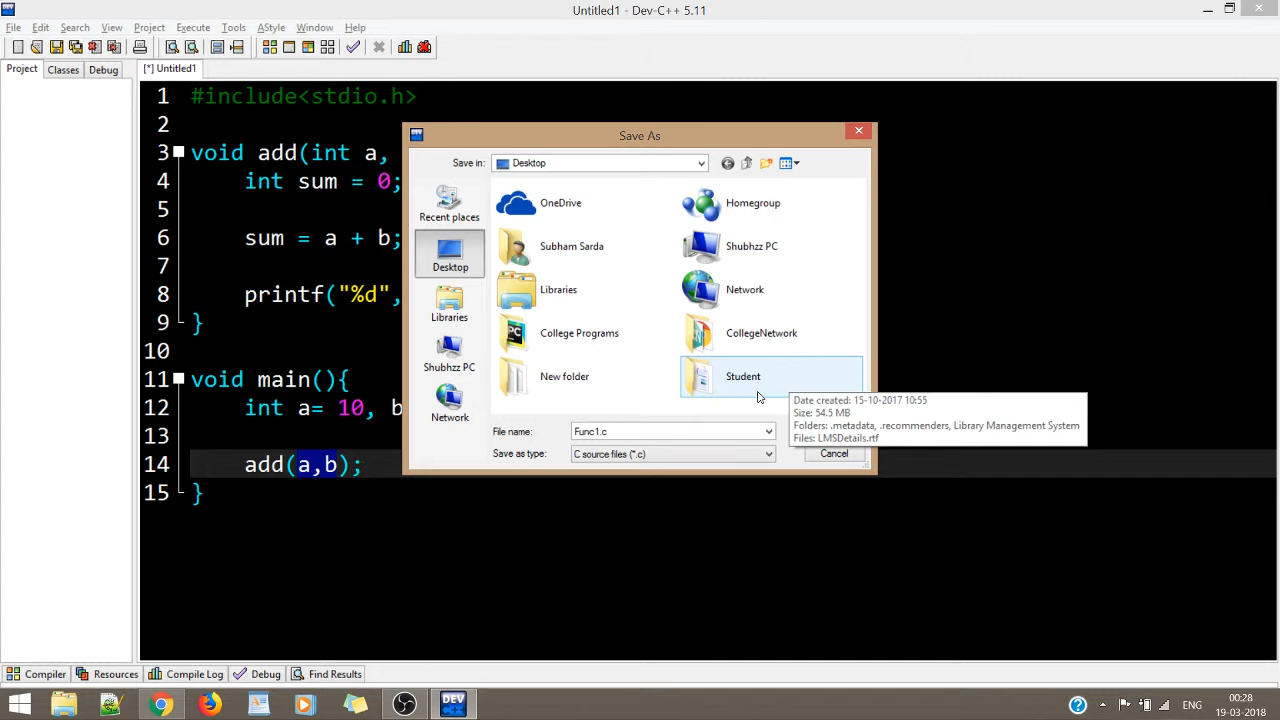 Untitled1 - Dev-C++ 5.11
File Edit Search View Project Execute Tools AStyle Window Help
Project Classes Debug [*] Untitled1
1 #include<stdio.h>
2
3 void add(int a,
4 int sum = 0;
5
6 sum = a + b;
7
8 printf("%d",
9 }
10
11 void main(){
12 int a= 10, b
13
14 add(a,b);
15 }
Save As
Save in: Desktop
Recent places
Desktop
Libraries
Shubhzz PC
Network
OneDrive Homegroup
Subham Sarda Shubhzz PC
Libraries Network
College Programs CollegeNetwork
New folder Student
Date created: 15-10-2017 10:55
Size: 54.5 MB
Folders: .metadata, .recommenders, Library Management System
Files: LMSDetails.rtf
File name: Func1.c
Save as type: C source files (*.c) Cancel
Compiler Resources Compile Log Debug Find Results
DEV
ENG
00:28
19-03-2018